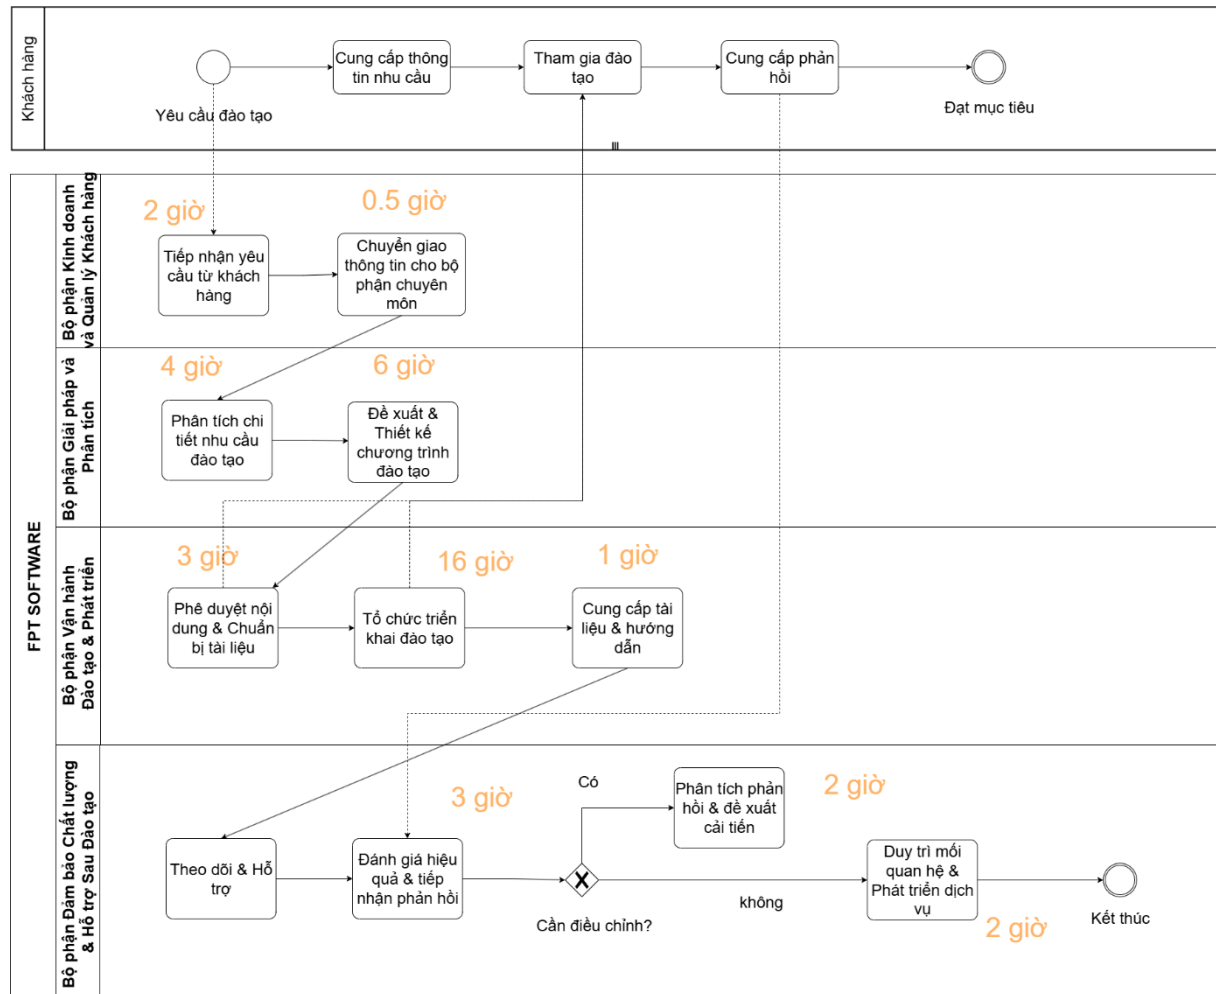 Khách hàng
Cung cấp thông
tin nhu cầu
Tham gia đào
tạo
Cung cấp phản
hồi
Yêu cầu đào tạo
Đạt mục tiêu
FPT SOFTWARE
Bộ phận Kinh doanh
và Quản lý Khách hàng
2 giờ
0.5 giờ
Tiếp nhận yêu
cầu từ khách
hàng
Chuyển giao
thông tin cho bộ
phận chuyên
môn
Bộ phận Giải pháp và
Phân tích
4 giờ
6 giờ
Phân tích chi
tiết nhu cầu
đào tạo
Đề xuất &
Thiết kế
chương trình
đào tạo
Bộ phận Vận hành
Đào tạo & Phát triển
3 giờ
16 giờ
1 giờ
Phê duyệt nội
dung & Chuẩn
bị tài liệu
Tổ chức triển
khai đào tạo
Cung cấp tài
liệu & hướng
dẫn
Bộ phận Đảm bảo Chất lượng
& Hỗ trợ Sau Đào tạo
Theo dõi & Hỗ
trợ
Đánh giá hiệu
quả & tiếp
nhận phản hồi
3 giờ
Có
Cần điều chỉnh?
không
Phân tích phản
hồi & đề xuất
cải tiến
2 giờ
Duy trì mối
quan hệ &
Phát triển dịch
vụ
2 giờ
Kết thúc